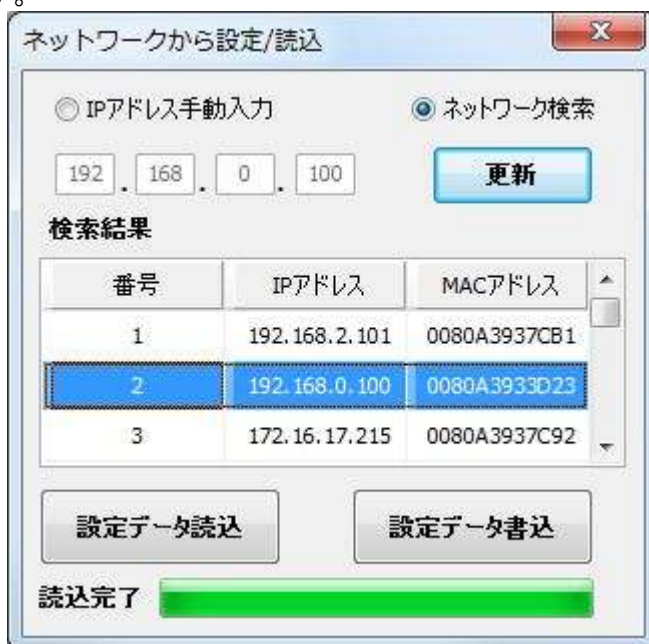 。
ネットワークから設定/読込
IPアドレス手動入力 ネットワーク検索
192 . 168 . 0 . 100 更新
検索結果
番号 IPアドレス MACアドレス
1 192.168.2.101 0080A3937CB1
2 192.168.0.100 0080A3933D23
3 172.16.17.215 0080A3937C92
設定データ読込 設定データ書込
読込完了